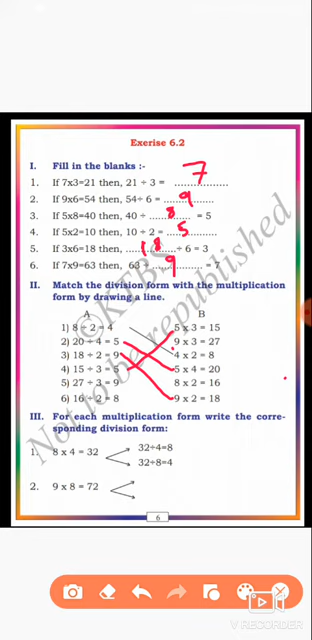 Exerise 6.2
I. Fill in the blanks :-
1. If 7x3=21 then, 21 ÷ 3 = ......7......
2. If 9x6=54 then, 54÷ 6 = ......9......
3. If 5x8=40 then, 40 ÷ ......8...... = 5
4. If 5x2=10 then, 10 ÷ 2 = ......5......
5. If 3x6=18 then, ......18...... ÷ 6 = 3
6. If 7x9=63 then, 63 ÷ ......9...... = 7
II. Match the division form with the multiplication
form by drawing a line.
A B
1) 8 ÷ 2 = 4 5 x 3 = 15
2) 20 ÷ 4 = 5 9 x 3 = 27
3) 18 ÷ 2 = 9 4 x 2 = 8
4) 15 ÷ 3 = 5 5 x 4 = 20
5) 27 ÷ 3 = 9 8 x 2 = 16
6) 16 ÷ 2 = 8 9 x 2 = 18
III. For each multiplication form write the corre-
sponding division form:
1. 8 x 4 = 32 32÷4=8
32÷8=4
2. 9 x 8 = 72
6
© KTBS
Not to be republished
V RECORDER